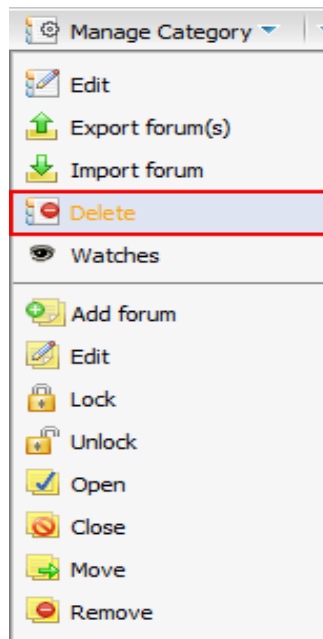 Manage Category
Edit
Export forum(s)
Import forum
Delete
Watches
Add forum
Edit
Lock
Unlock
Open
Close
Move
Remove